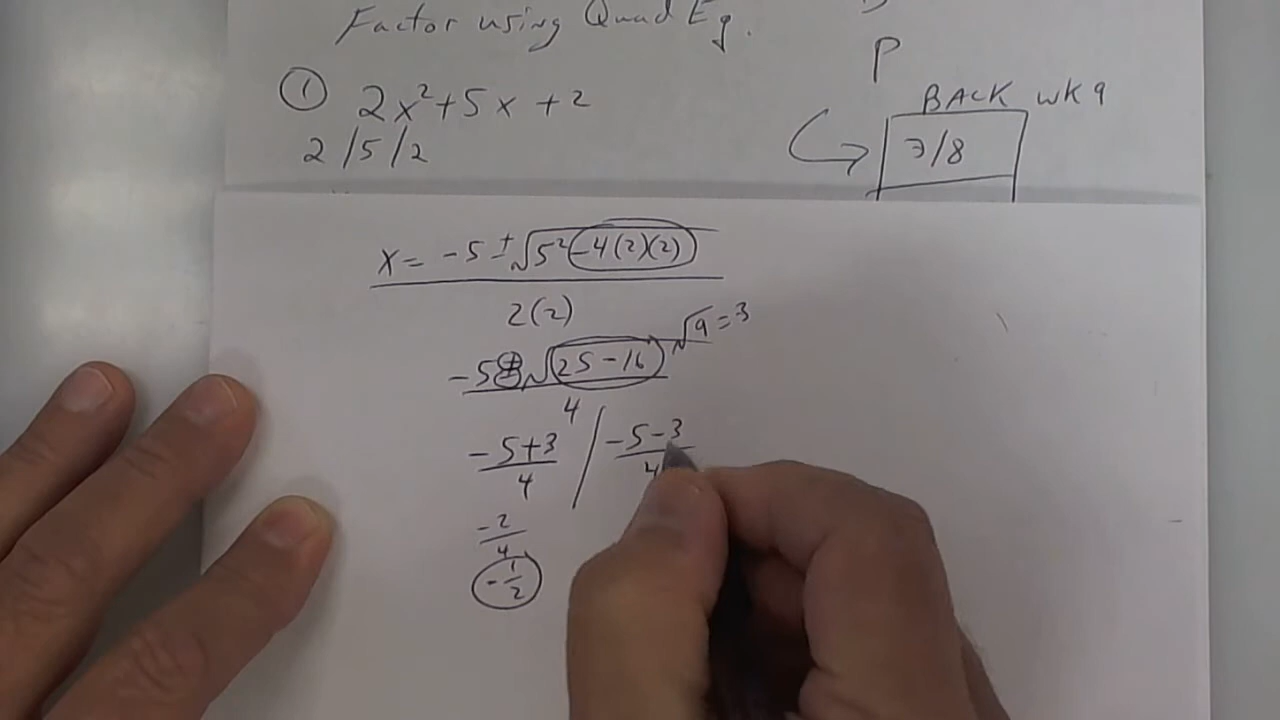 Factor using Quad Eq.
P
BACK WK 9
① 2x²+5x+2
2/5/2
7/8
x= -5±√5²-4(2)(2)
2(2)
√9=3
-5±√25-16
4
-5+3 / -5-3
4 4
-2
4
-1
2